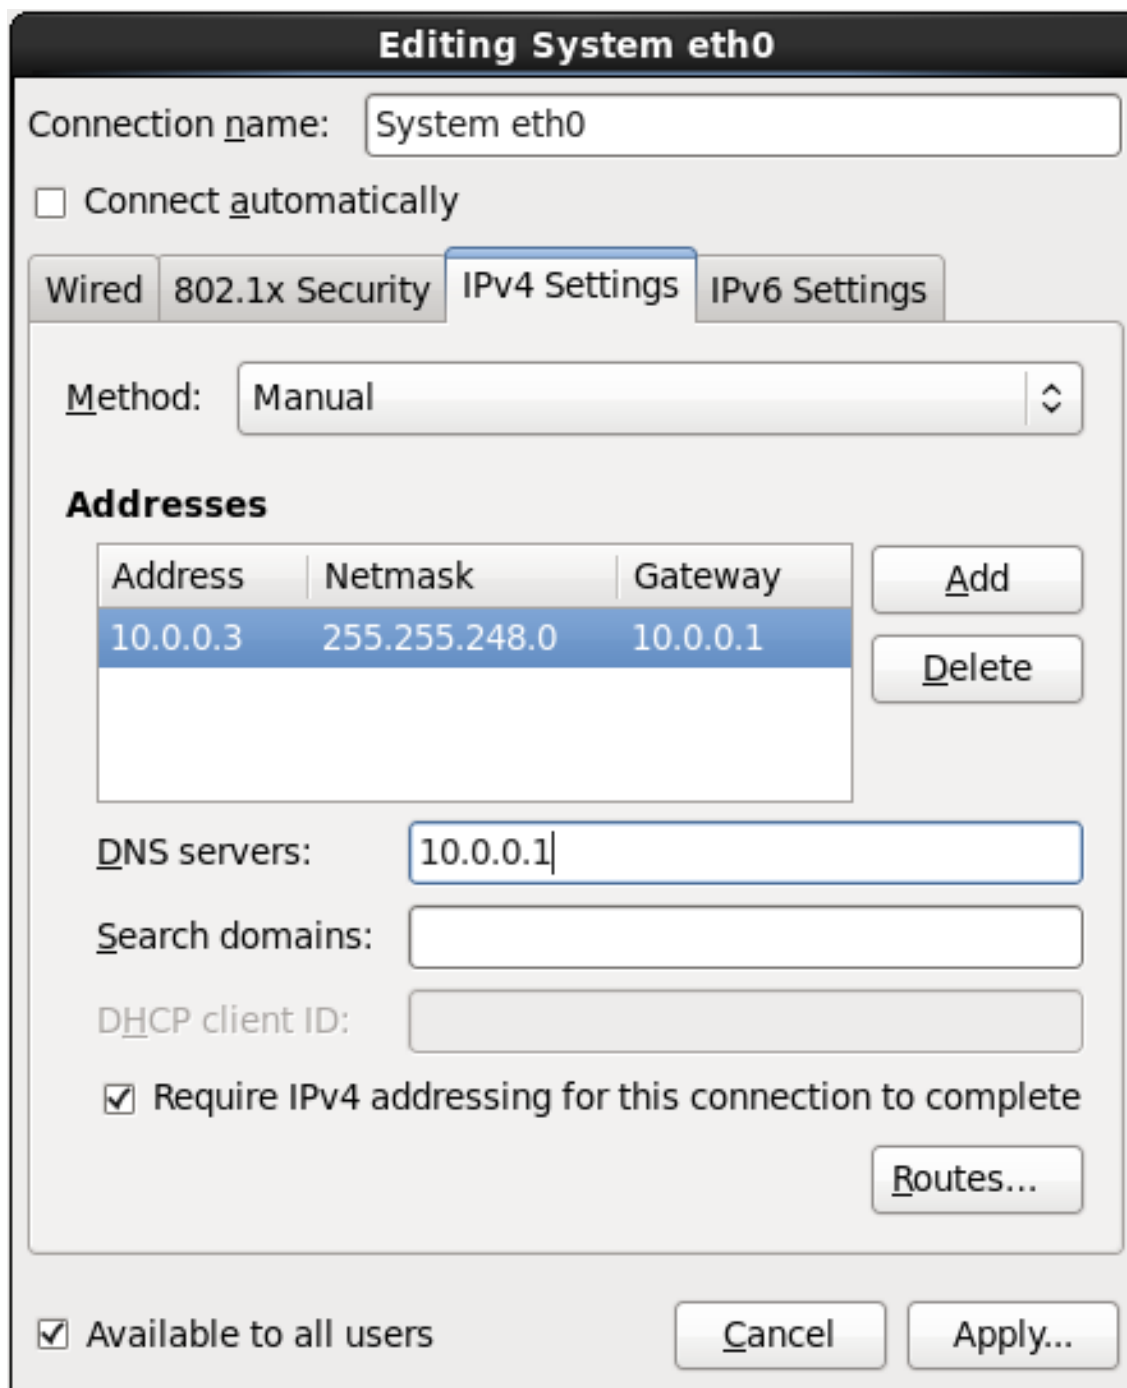 Editing System eth0
Connection name: System eth0
Connect automatically
Wired 802.1x Security IPv4 Settings IPv6 Settings
Method: Manual
Addresses
Address Netmask Gateway Add
10.0.0.3 255.255.248.0 10.0.0.1
Delete
DNS servers: 10.0.0.1
Search domains:
DHCP client ID:
Require IPv4 addressing for this connection to complete
Routes...
Available to all users Cancel Apply...